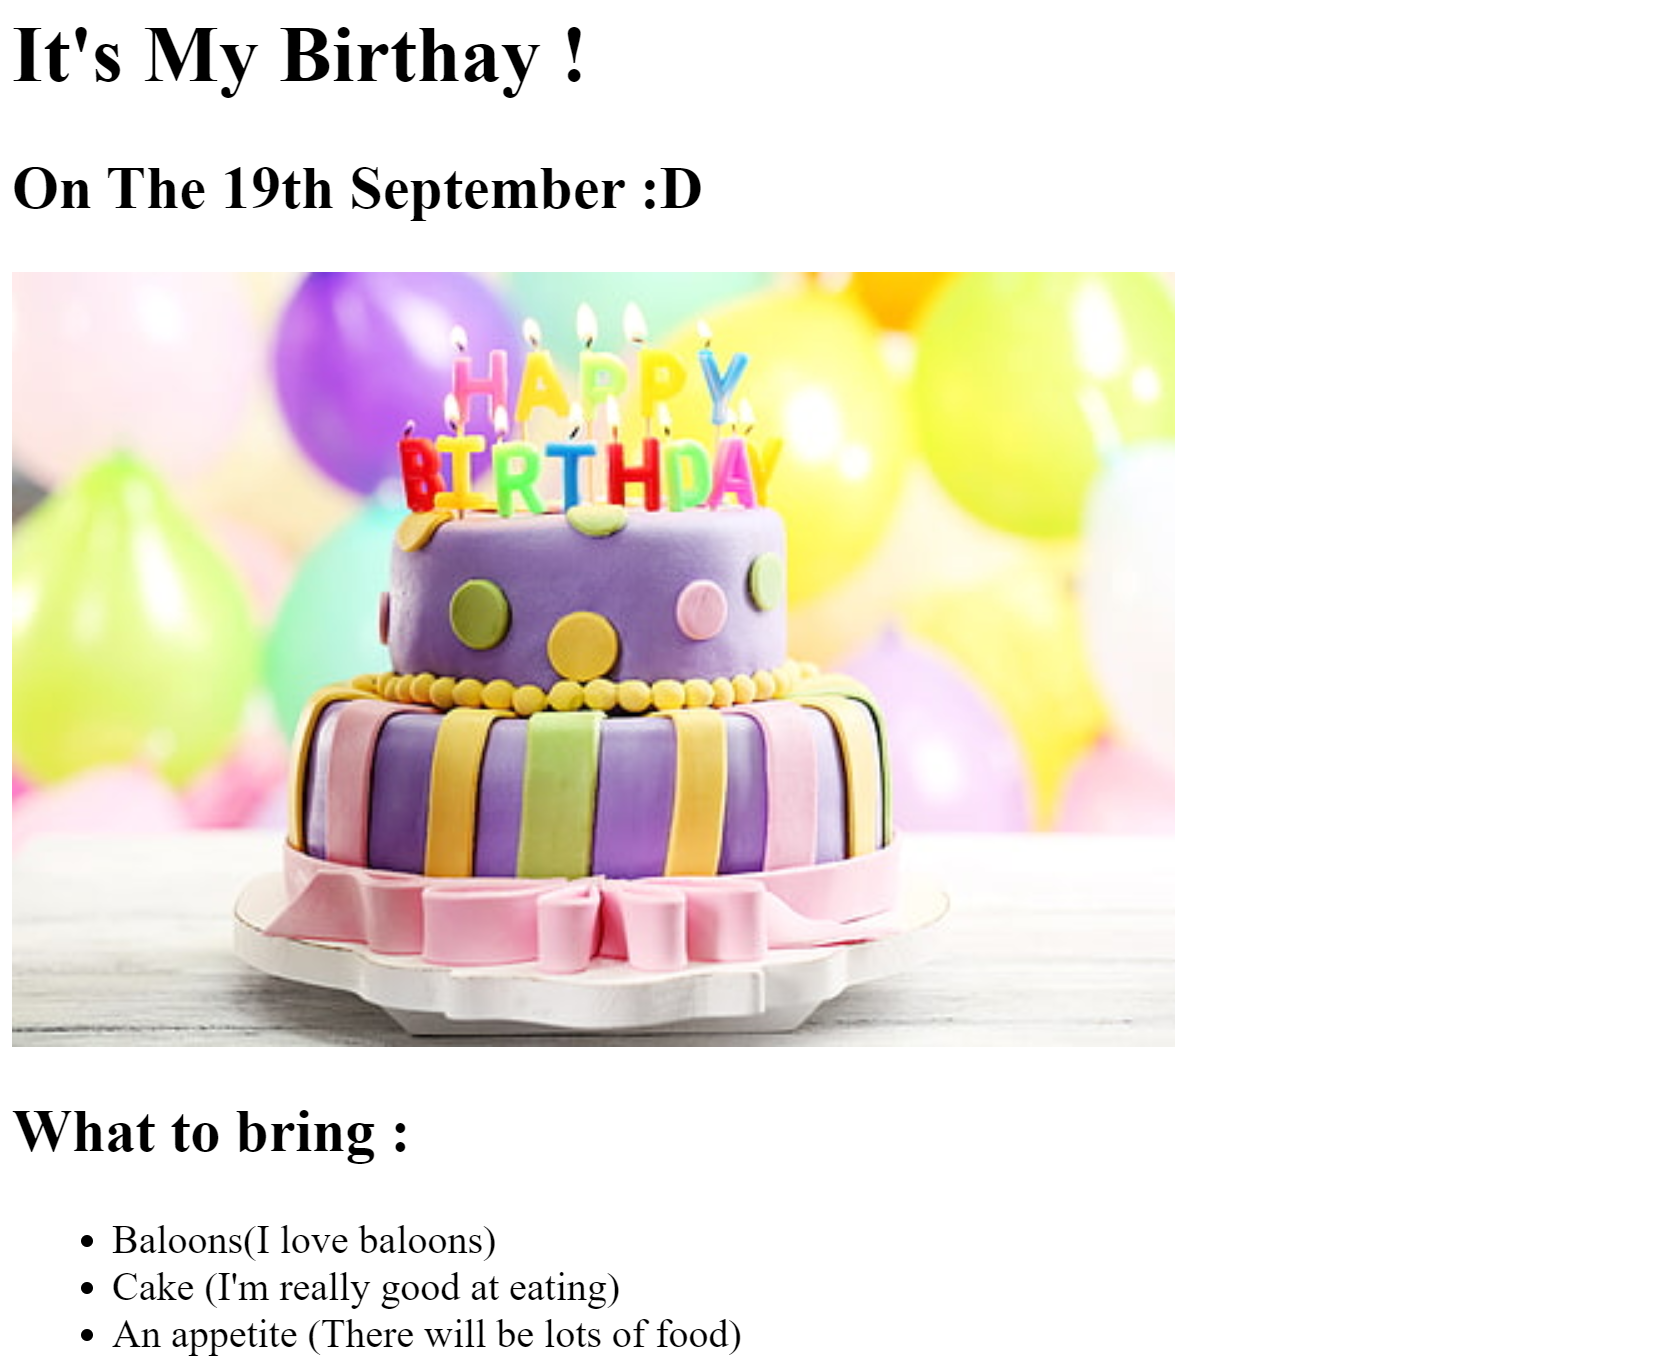 It's My Birthay !
On The 19th September :D
HAPPY
BIRTHDAY
What to bring :
Baloons(I love baloons)
Cake (I'm really good at eating)
An appetite (There will be lots of food)